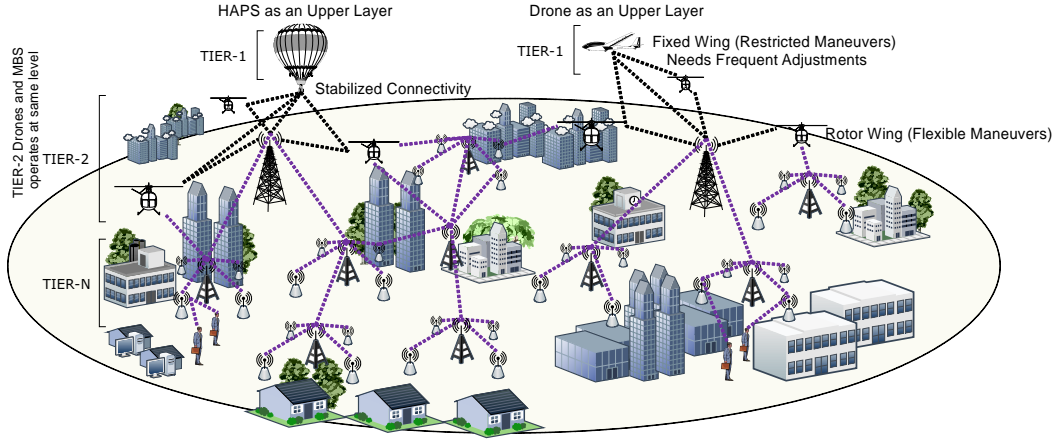 HAPS as an Upper Layer
Drone as an Upper Layer
TIER-1
TIER-1
Fixed Wing (Restricted Maneuvers)
Needs Frequent Adjustments
Stabilized Connectivity
TIER-2 Drones and MBS
operates at same level
TIER-2
Rotor Wing (Flexible Maneuvers)
TIER-N